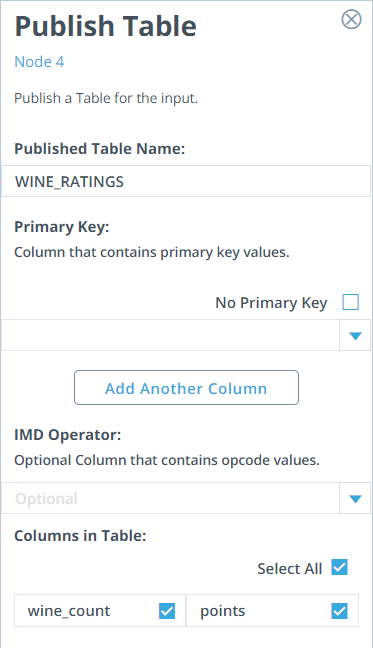 Publish Table
Node 4
Publish a Table for the input.
Published Table Name:
WINE_RATINGS
Primary Key:
Column that contains primary key values.
No Primary Key
Add Another Column
IMD Operator:
Optional Column that contains opcode values.
Optional
Columns in Table:
Select All
wine_count points